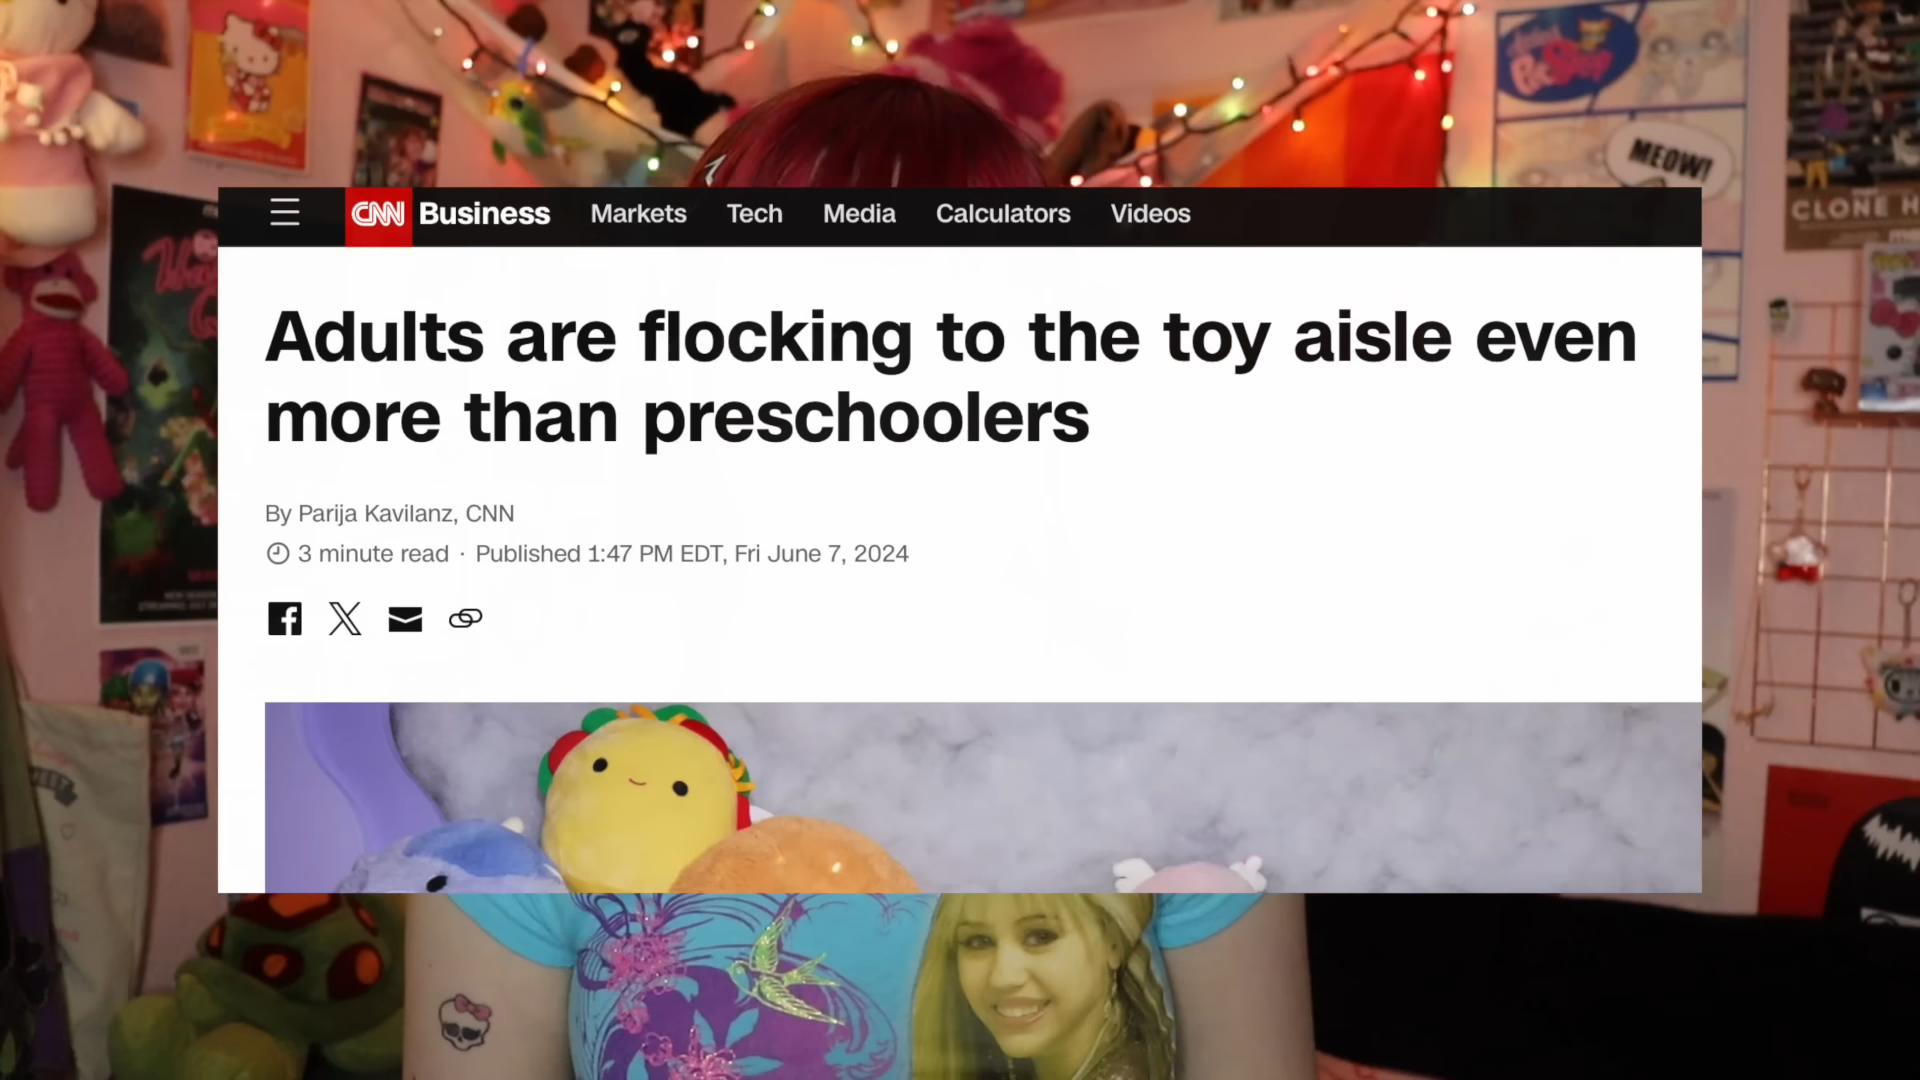 MEOW!
CLONE H
CNN Business Markets Tech Media Calculators Videos
Adults are flocking to the toy aisle even
more than preschoolers
By Parija Kavilanz, CNN
3 minute read · Published 1:47 PM EDT, Fri June 7, 2024